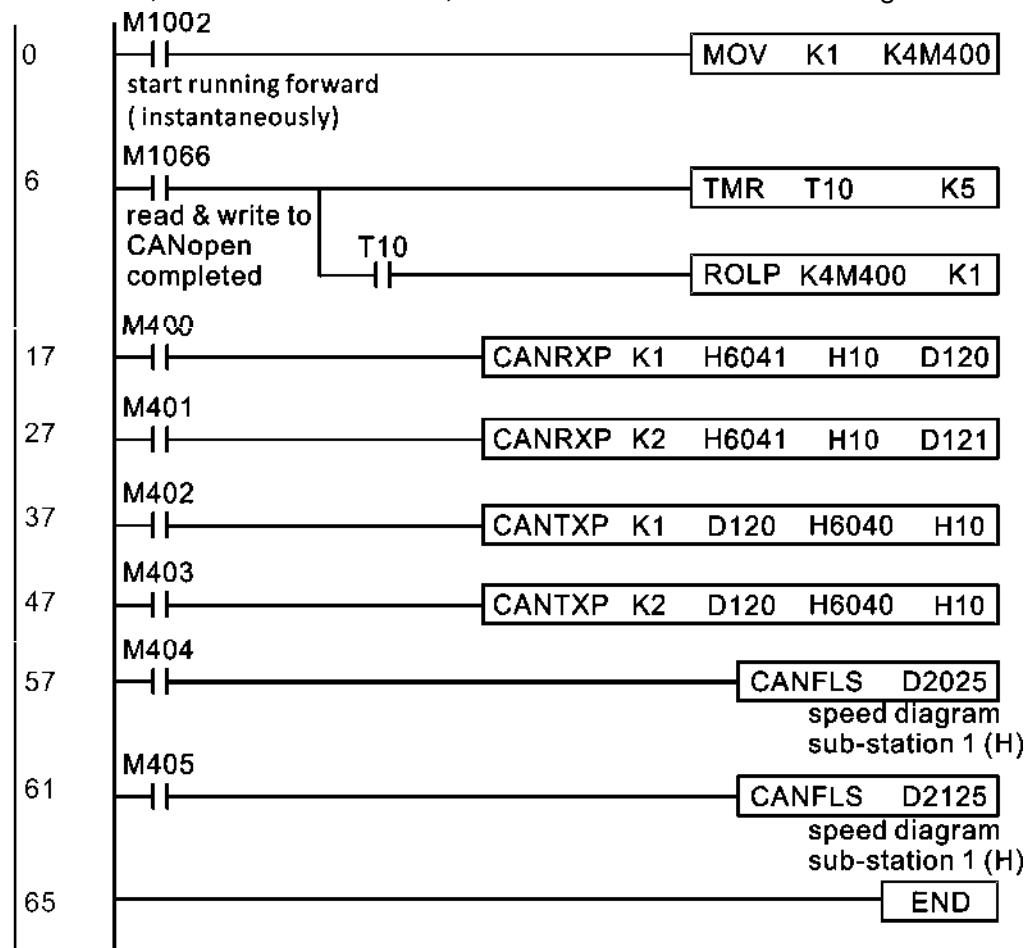 M1002
0 MOV K1 K4M400
start running forward
( instantaneously)
M1066
6 TMR T10 K5
read & write to
CANopen T10
completed ROLP K4M400 K1
M400
17 CANRXP K1 H6041 H10 D120
M401
27 CANRXP K2 H6041 H10 D121
M402
37 CANTXP K1 D120 H6040 H10
M403
47 CANTXP K2 D120 H6040 H10
M404
57 CANFLS D2025
speed diagram
sub-station 1 (H)
M405
61 CANFLS D2125
speed diagram
sub-station 1 (H)
65 END